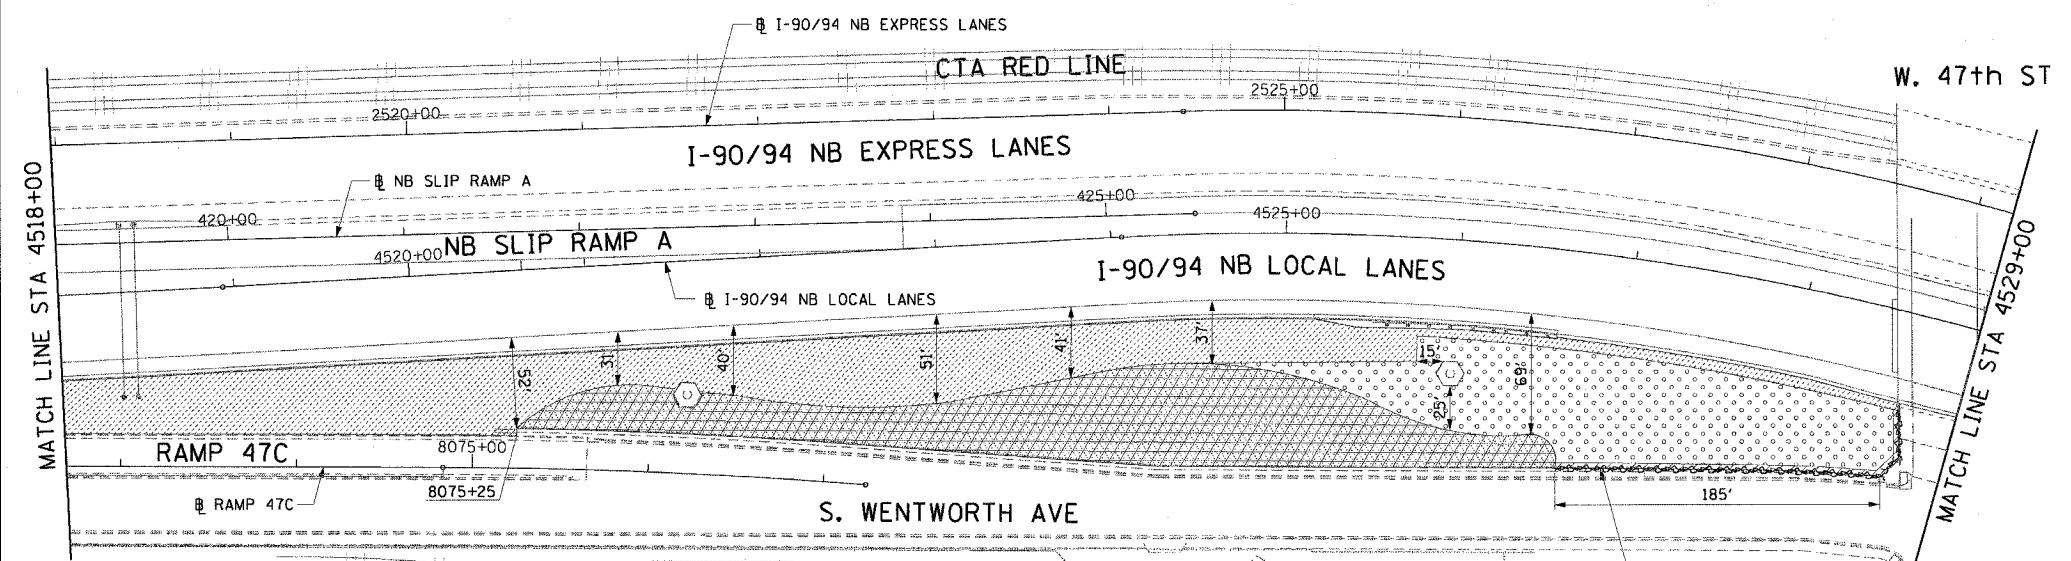 ℄ I-90/94 NB EXPRESS LANES
CTA RED LINE
W. 47th ST
2520+00
2525+00
I-90/94 NB EXPRESS LANES
MATCH LINE STA 4518+00
℄ NB SLIP RAMP A
420+00
425+00
4525+00
NB SLIP RAMP A
4520+00
I-90/94 NB LOCAL LANES
℄ I-90/94 NB LOCAL LANES
MATCH LINE STA 4529+00
52'
31'
40'
51'
41'
37'
15'
25'
69'
RAMP 47C
8075+00
8075+25
℄ RAMP 47C
185'
S. WENTWORTH AVE